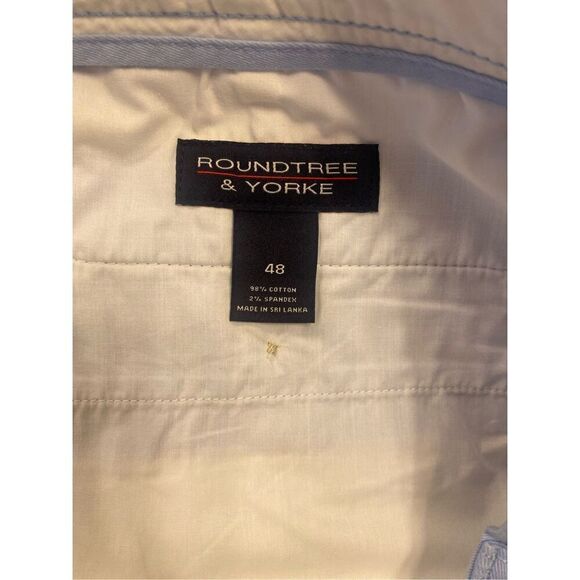 ROUNDTREE
& YORKE
48
98% COTTON
2% SPANDEX
MADE IN SRI LANKA